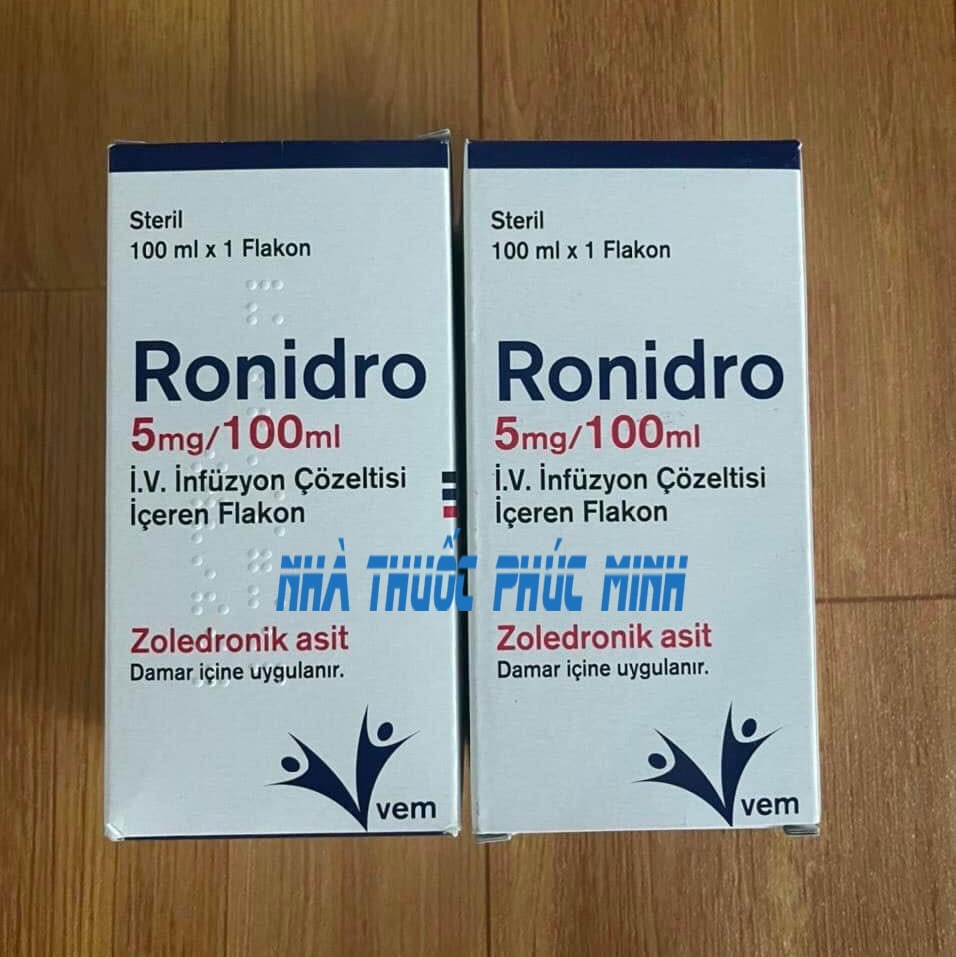 Steril
100 ml x 1 Flakon
Ronidro
5mg/100ml
İ.V. İnfüzyon Çözeltisi
İçeren Flakon
Zoledronik asit
Damar içine uygulanır.
vem
Steril
100 ml x 1 Flakon
Ronidro
5mg/100ml
İ.V. İnfüzyon Çözeltisi
İçeren Flakon
Zoledronik asit
Damar içine uygulanır.
vem
NHÀ THUỐC PHÚC MINH